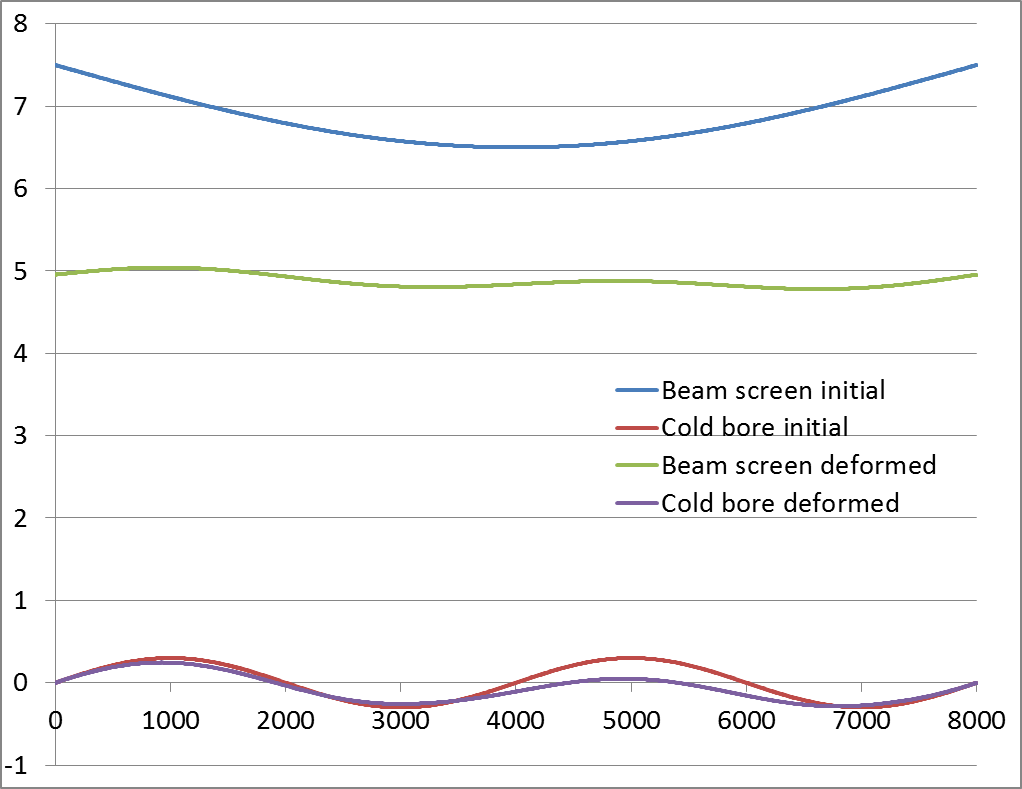 8
7
6
5
4
3
2
1
0
-1
0 1000 2000 3000 4000 5000 6000 7000 8000
Beam screen initial
Cold bore initial
Beam screen deformed
Cold bore deformed